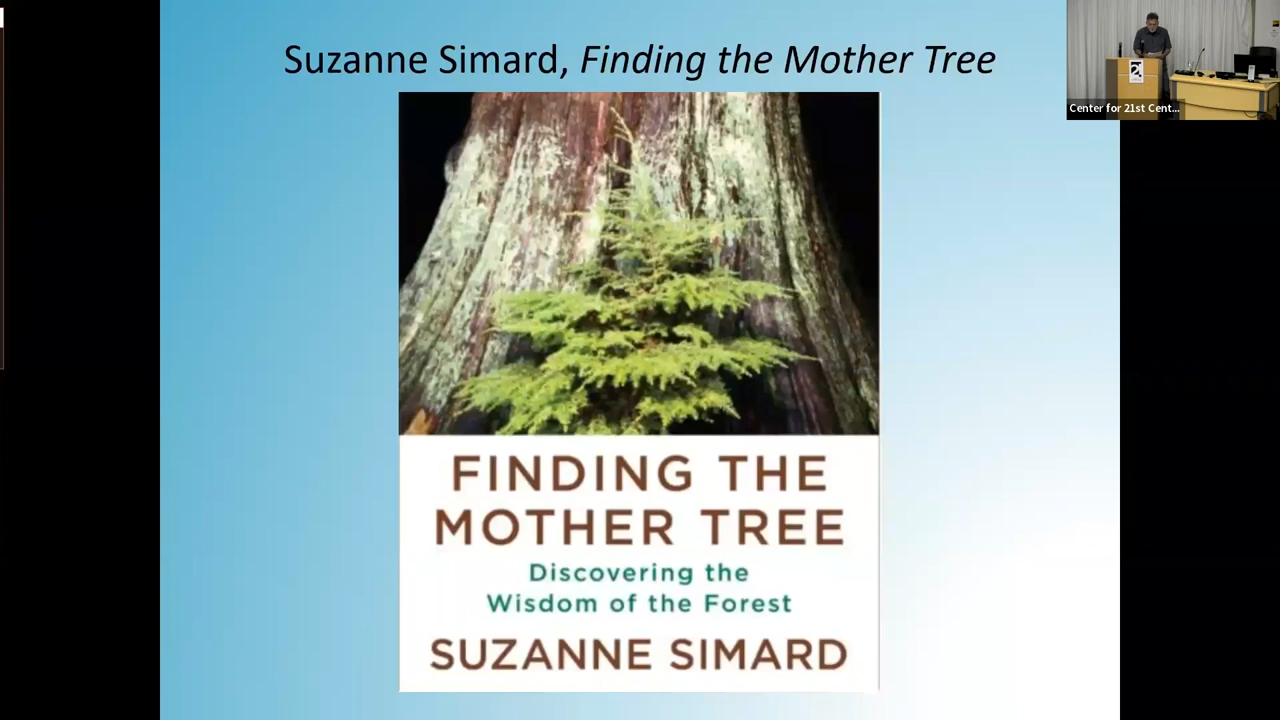 Suzanne Simard, Finding the Mother Tree
Center for 21st Cent...
FINDING THE
MOTHER TREE
Discovering the
Wisdom of the Forest
SUZANNE SIMARD